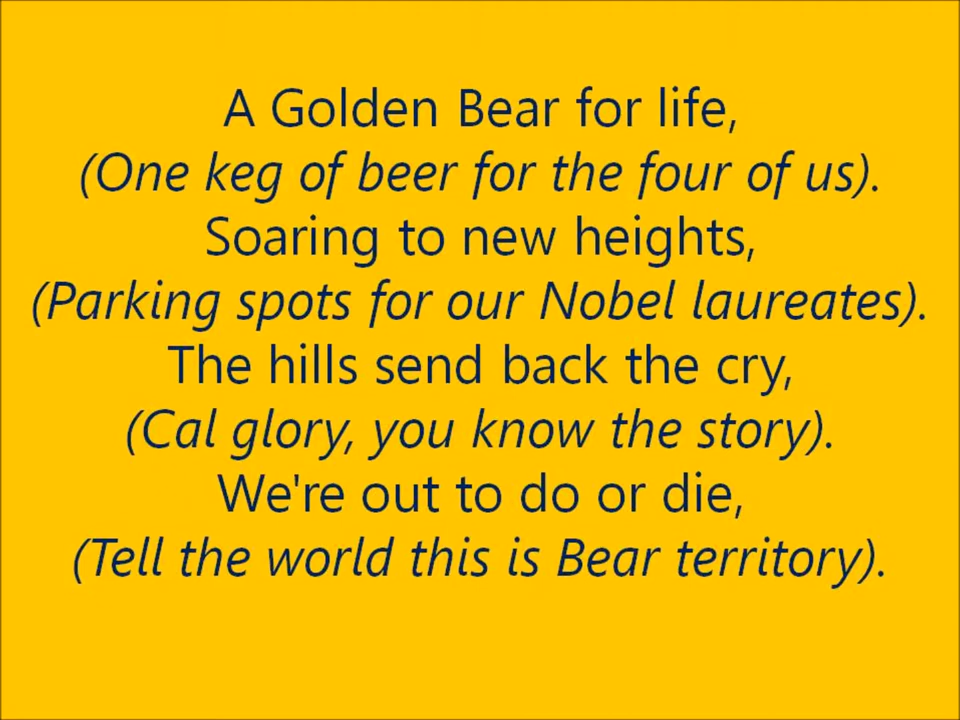 A Golden Bear for life,
(One keg of beer for the four of us).
Soaring to new heights,
(Parking spots for our Nobel laureates).
The hills send back the cry,
(Cal glory, you know the story).
We're out to do or die,
(Tell the world this is Bear territory).